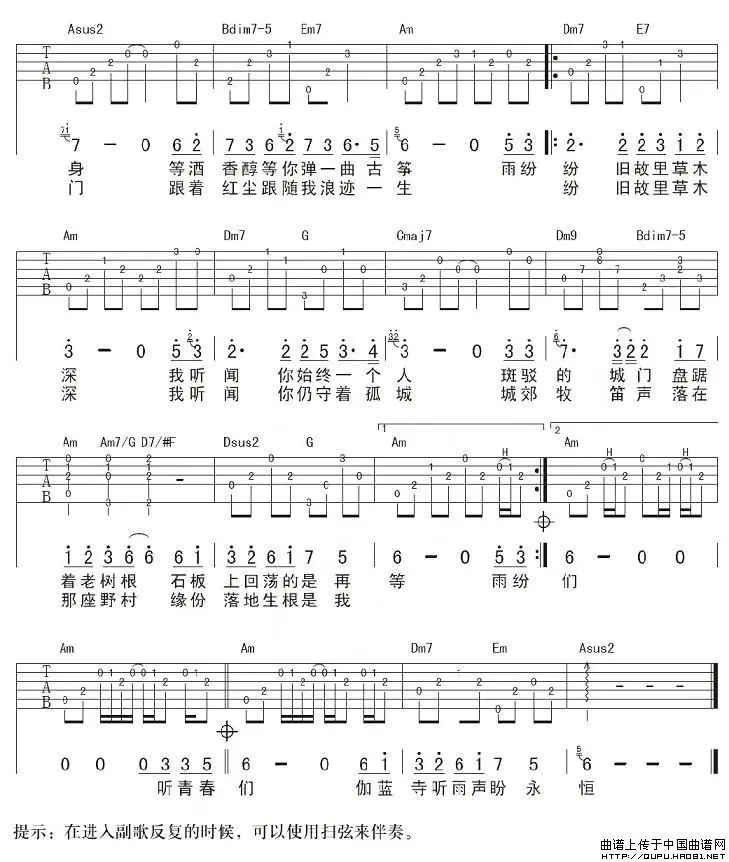 Asus2 Bdim7-5 Em7 Am Dm7 E7
7 - 0 6 2 7 3 6 2 7 3 6· 5 6 - 0 5 3 2· 2 2 3 1 2
身 等酒 香醇等你弹一曲古 筝 雨纷 纷 旧故里草木
门 跟着 红尘跟随我浪迹一 生 纷 旧故里草木
Am Dm7 G Cmaj7 Dm9 Bdim7-5
3 - 0 5 3 2· 2 2 5 3· 4 3 - 0 3 3 7· 3 2 2 1 7
深 我听 闻 你始终一个 人 斑驳 的 城门 盘踞
深 我听 闻 你仍守着孤 城 城郊 牧 笛声 落在
1 2
Am Am7/G D7/#F Dsus2 G Am H Am H H
1 2 3 6 6 6 1 3 2 6 1 7 5 6 - 0 5 3 6 - 0 0
着老树根 石板 上回荡的是 再 等 雨纷 们
那座野村 缘份 落地生根是 我
Am Am Dm7 Em Asus2
0 0 0 3 3 5 6 - 0 6 1 3 2 6 1 7 5 6 - - -
听青春 们 伽蓝 寺听雨声盼 永 恒
提示：在进入副歌反复的时候，可以使用扫弦来伴奏。
曲谱上传于中国曲谱网
http://QUPU.HAO81.NET